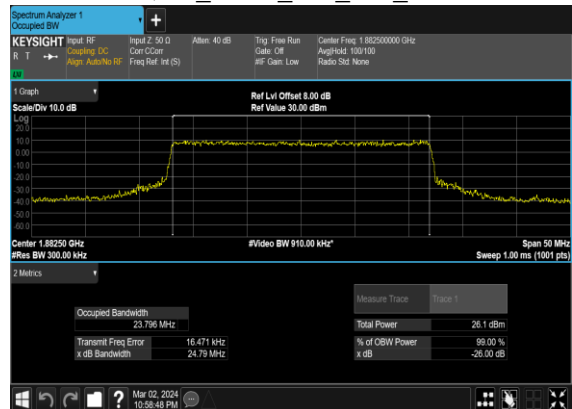 Spectrum Analyzer 1
Occupied BW
KEYSIGHT
R T
LW
Input: RF
Coupling: DC
Align: Auto/No RF
Input Z: 50 Ω
Corr CCorr
Freq Ref: Int (S)
Atten: 40 dB
Trig: Free Run
Gate: Off
#IF Gain: Low
Center Freq: 1.882500000 GHz
Avg|Hold: 100/100
Radio Std: None
1 Graph
Scale/Div 10.0 dB
Ref Lvl Offset 8.00 dB
Ref Value 30.00 dBm
Log
20.0
10.0
0.00
-10.0
-20.0
-30.0
-40.0
-50.0
-60.0
Center 1.88250 GHz
#Res BW 300.00 kHz
#Video BW 910.00 kHz*
Span 50 MHz
Sweep 1.00 ms (1001 pts)
2 Metrics
Measure Trace Trace 1
Occupied Bandwidth
23.796 MHz
Total Power 26.1 dBm
Transmit Freq Error 16.471 kHz
% of OBW Power 99.00 %
x dB Bandwidth 24.79 MHz
x dB -26.00 dB
Mar 02, 2024
10:58:48 PM